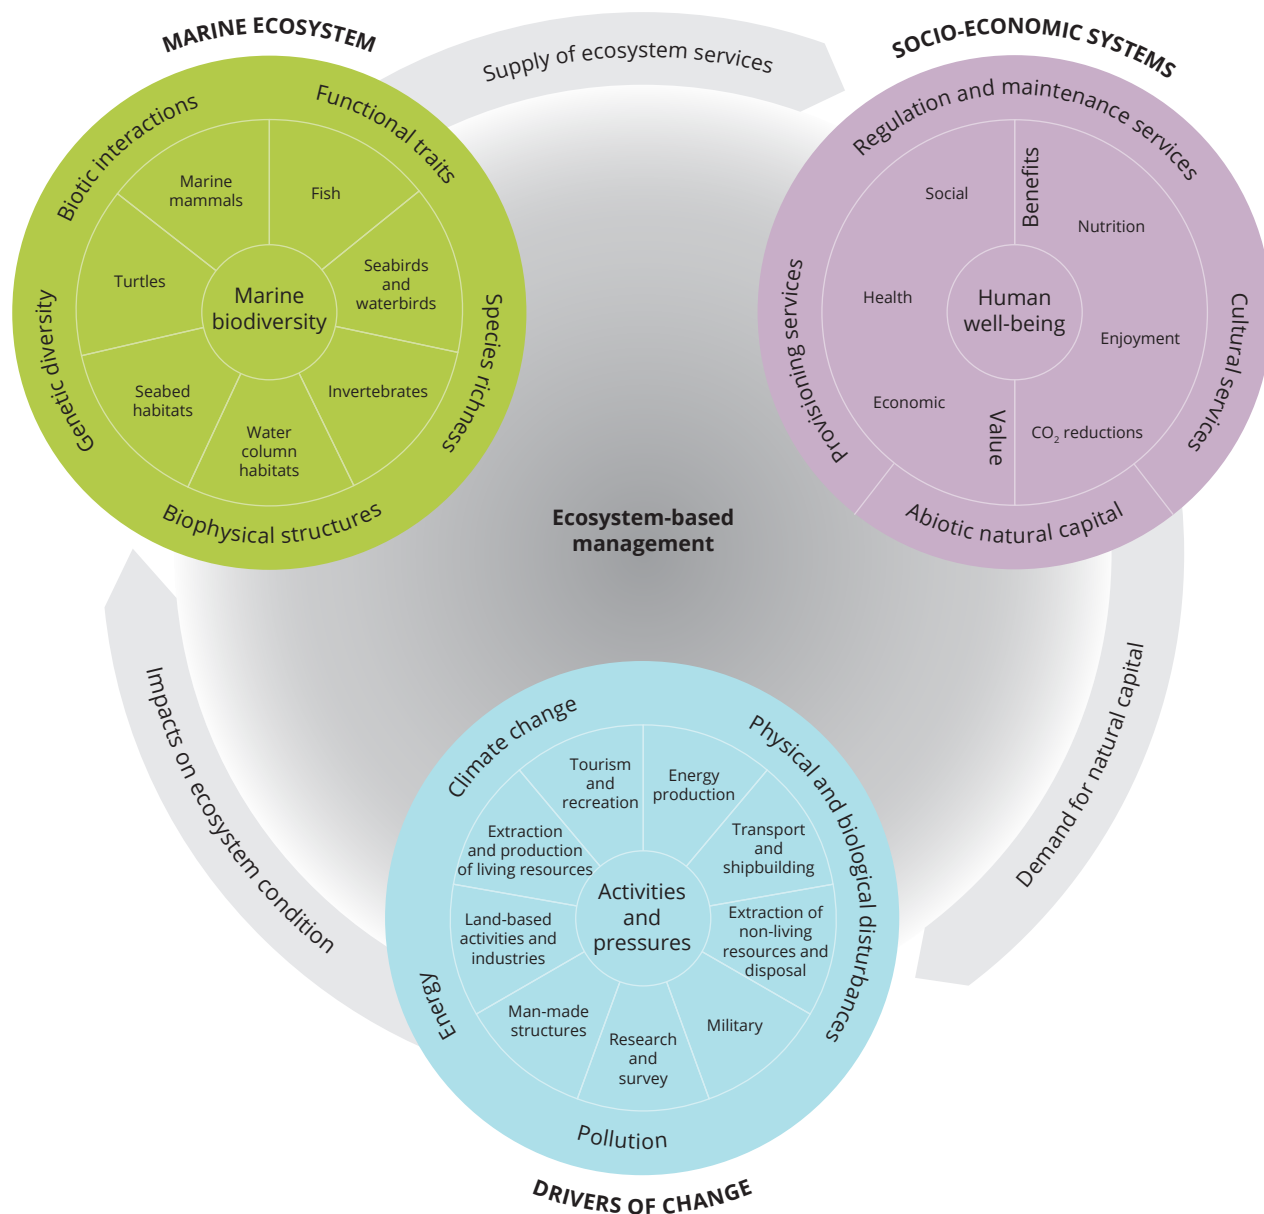 MARINE ECOSYSTEM
Supply of ecosystem services
SOCIO-ECONOMIC SYSTEMS
Biotic interactions
Functional traits
Species richness
Biophysical structures
Genetic diversity
Marine
mammals
Fish
Seabirds
and
waterbirds
Invertebrates
Water
column
habitats
Seabed
habitats
Turtles
Marine
biodiversity
Regulation and maintenance services
Cultural services
Abiotic natural capital
Provisioning services
Benefits
Social
Nutrition
Health
Enjoyment
Economic
Value
CO₂ reductions
Human
well-being
Ecosystem-based
management
Impacts on ecosystem condition
Demand for natural capital
Climate change
Physical and biological disturbances
Energy
Pollution
Tourism
and
recreation
Energy
production
Transport
and
shipbuilding
Extraction of
non-living
resources and
disposal
Military
Research
and
survey
Man-made
structures
Land-based
activities and
industries
Extraction
and production
of living resources
Activities
and
pressures
DRIVERS OF CHANGE